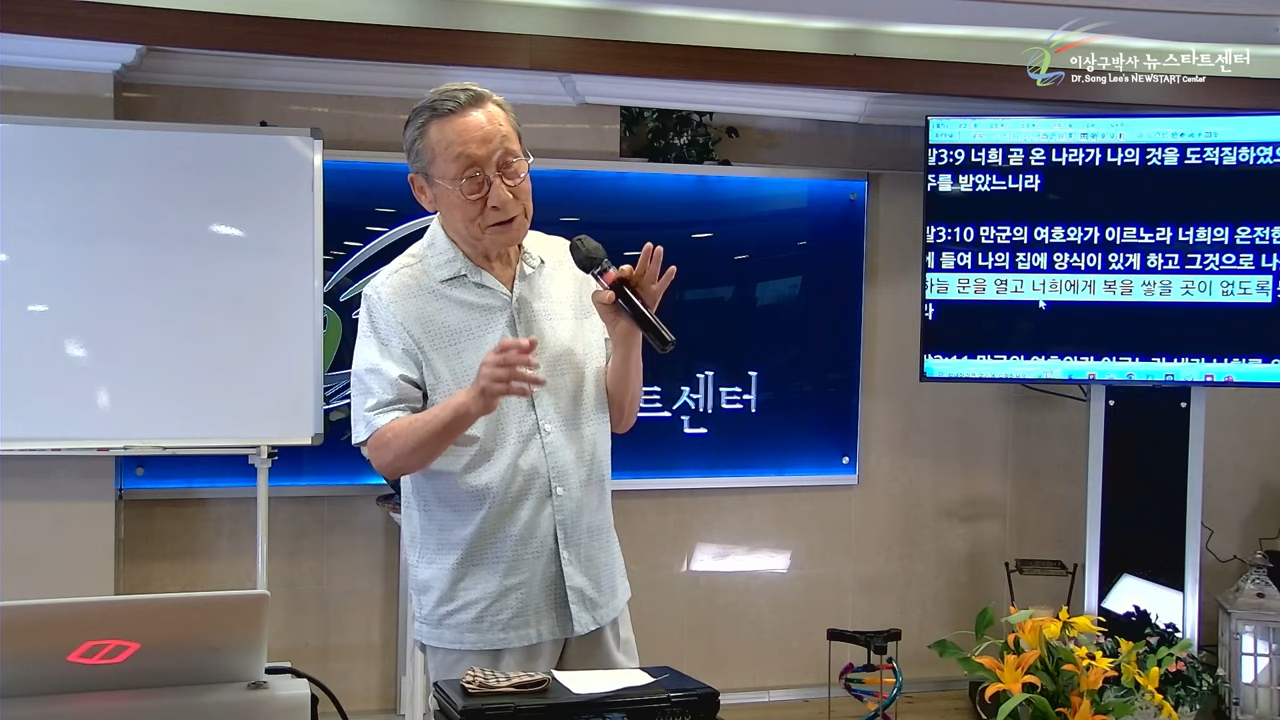 이상구박사 뉴스타트센터
Dr. Sang Lee's NEWSTART Center
말3:9 너희 곧 온 나라가 나의 것을 도적질하였으
주를 받았느니라
말3:10 만군의 여호와가 이르노라 너희의 온전한
에 들여 나의 집에 양식이 있게 하고 그것으로 나
하늘 문을 열고 너희에게 복을 쌓을 곳이 없도록
라
트센터